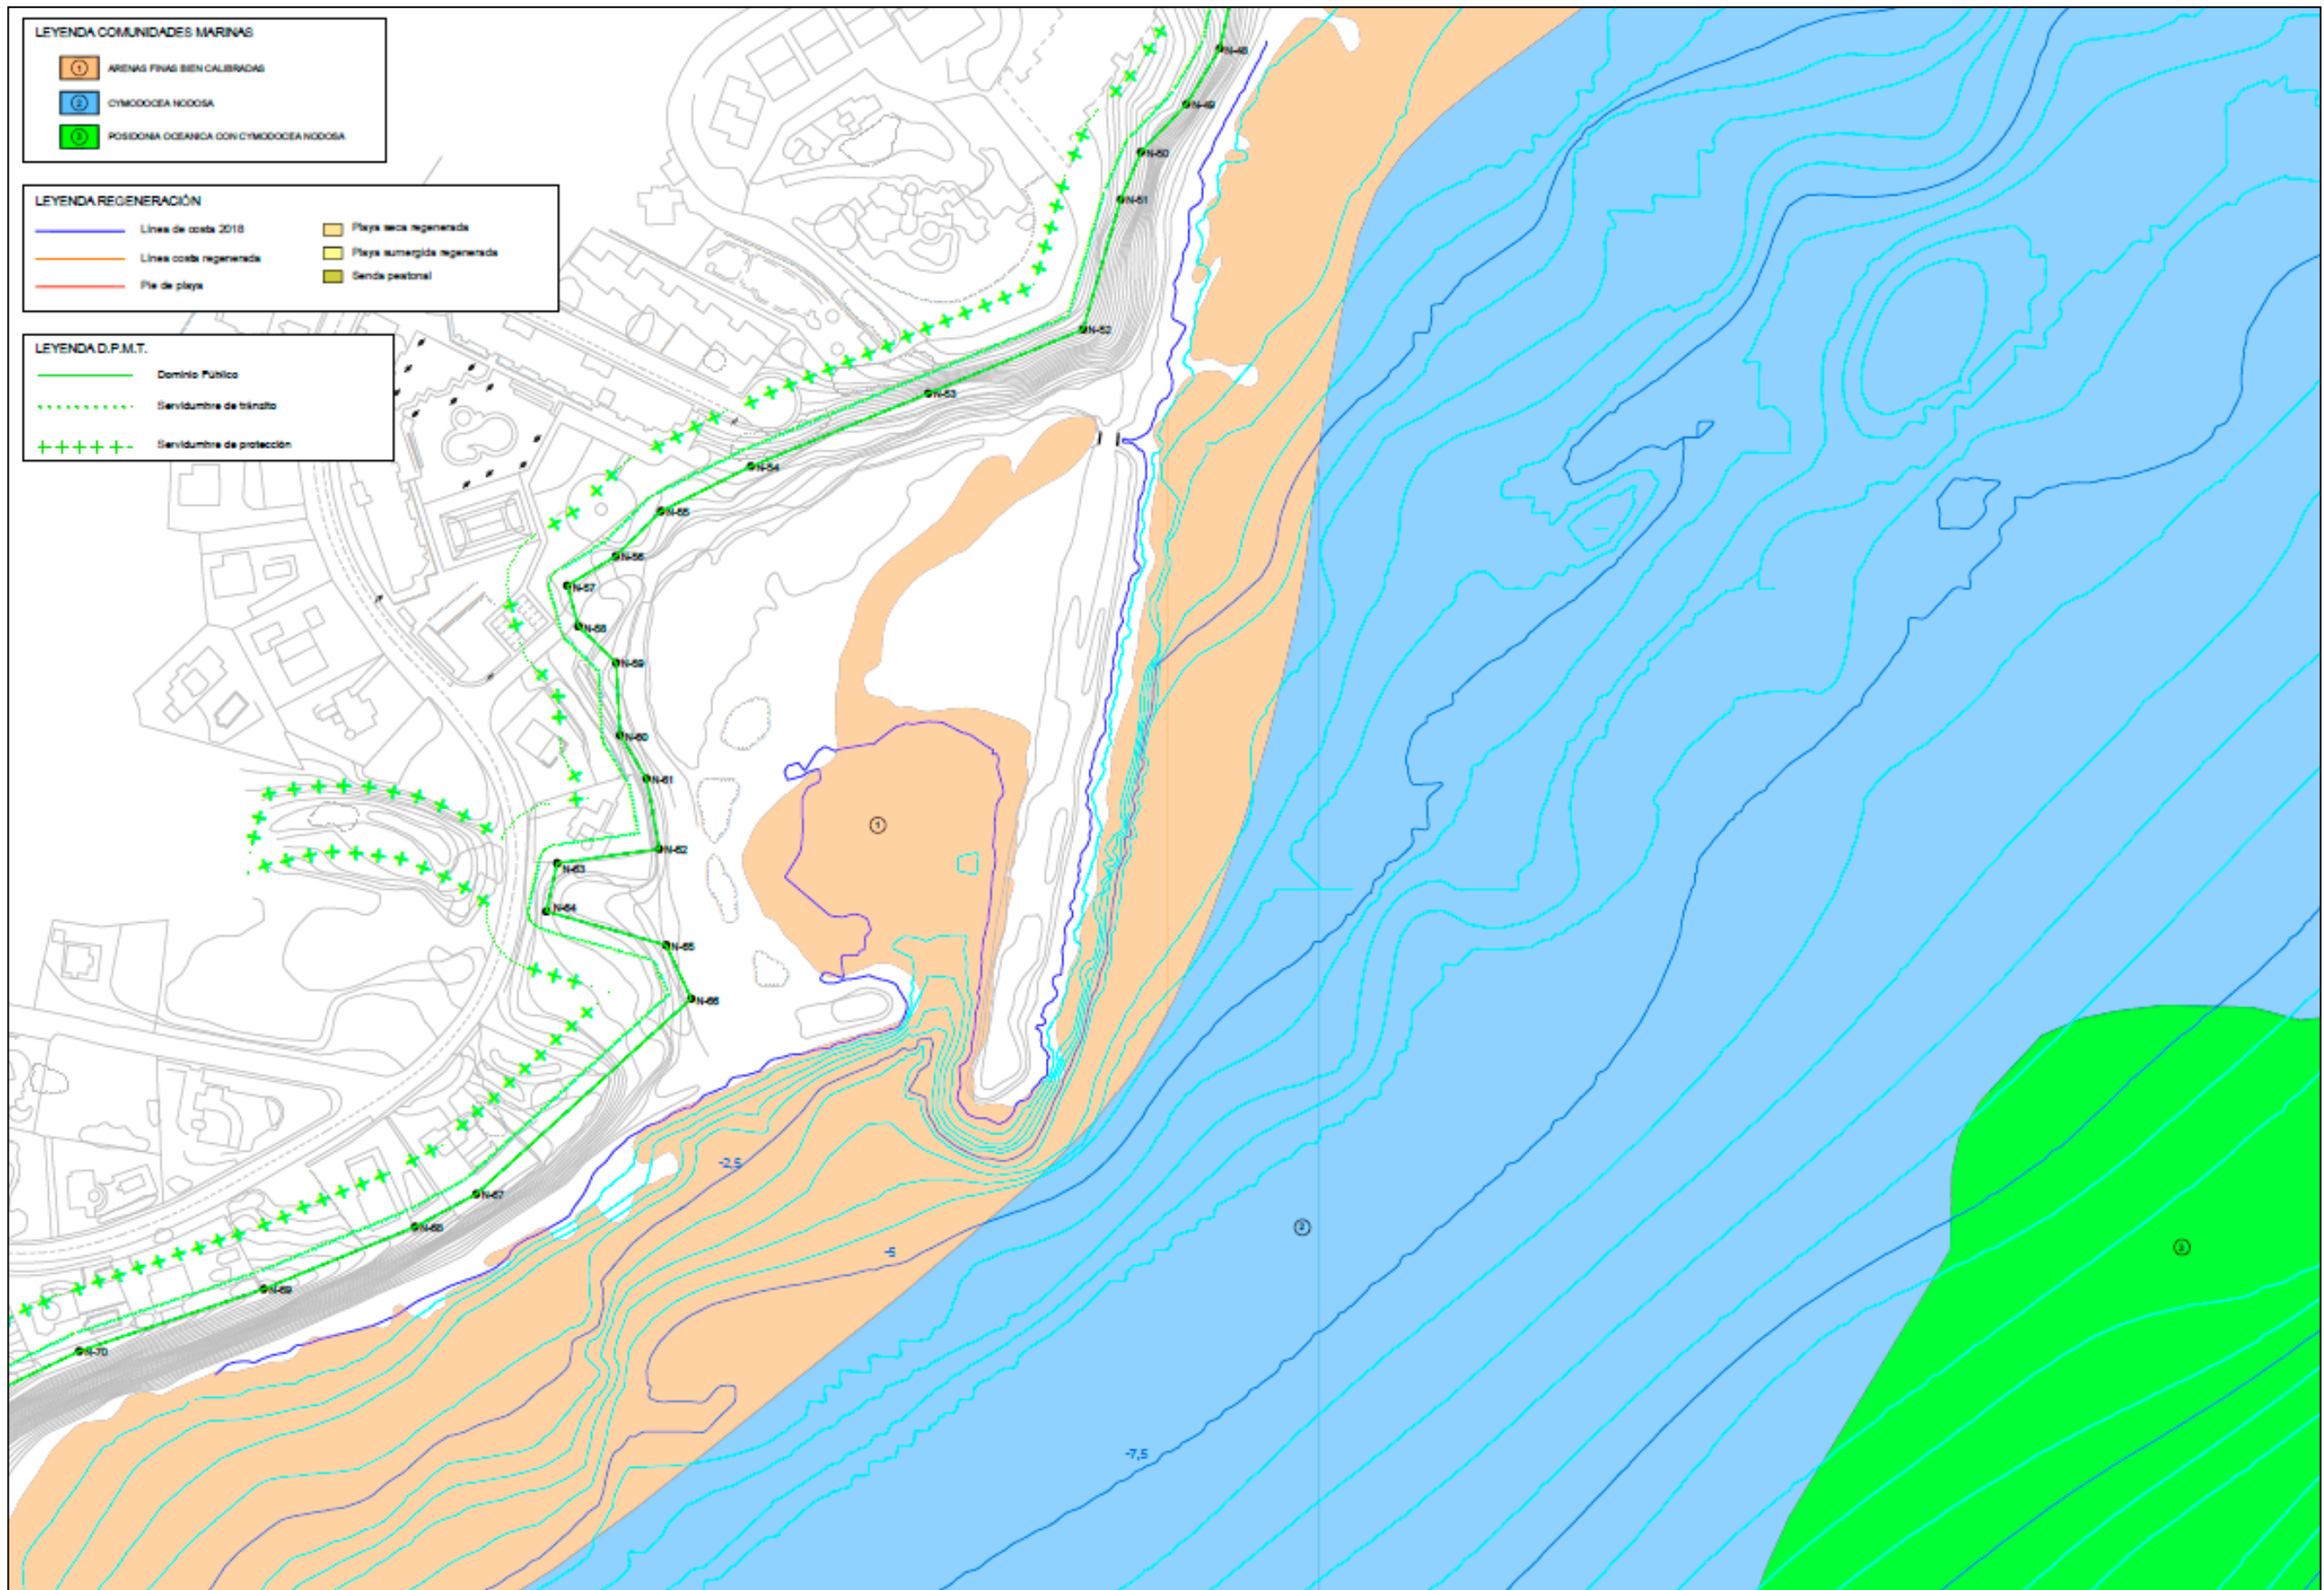 LEYENDA COMUNIDADES MARINAS
1 ARENAS FINAS BIEN CALIBRADAS
2 CYMODOCEA NODOSA
3 POSIDONIA OCEANICA CON CYMODOCEA NODOSA
LEYENDA REGENERACIÓN
Línea de costa 2018
Línea costa regenerada
Pie de playa
Playa seca regenerada
Playa sumergida regenerada
Senda peatonal
LEYENDA D.P.M.T.
Dominio Público
Servidumbre de tránsito
Servidumbre de protección
N-48
N-49
N-50
N-51
N-52
N-53
N-54
N-55
N-56
N-57
N-58
N-59
N-60
N-61
1
N-62
N-63
N-64
N-65
N-66
-2,5
N-67
N-68
2
3
-5
N-69
N-70
-7,5